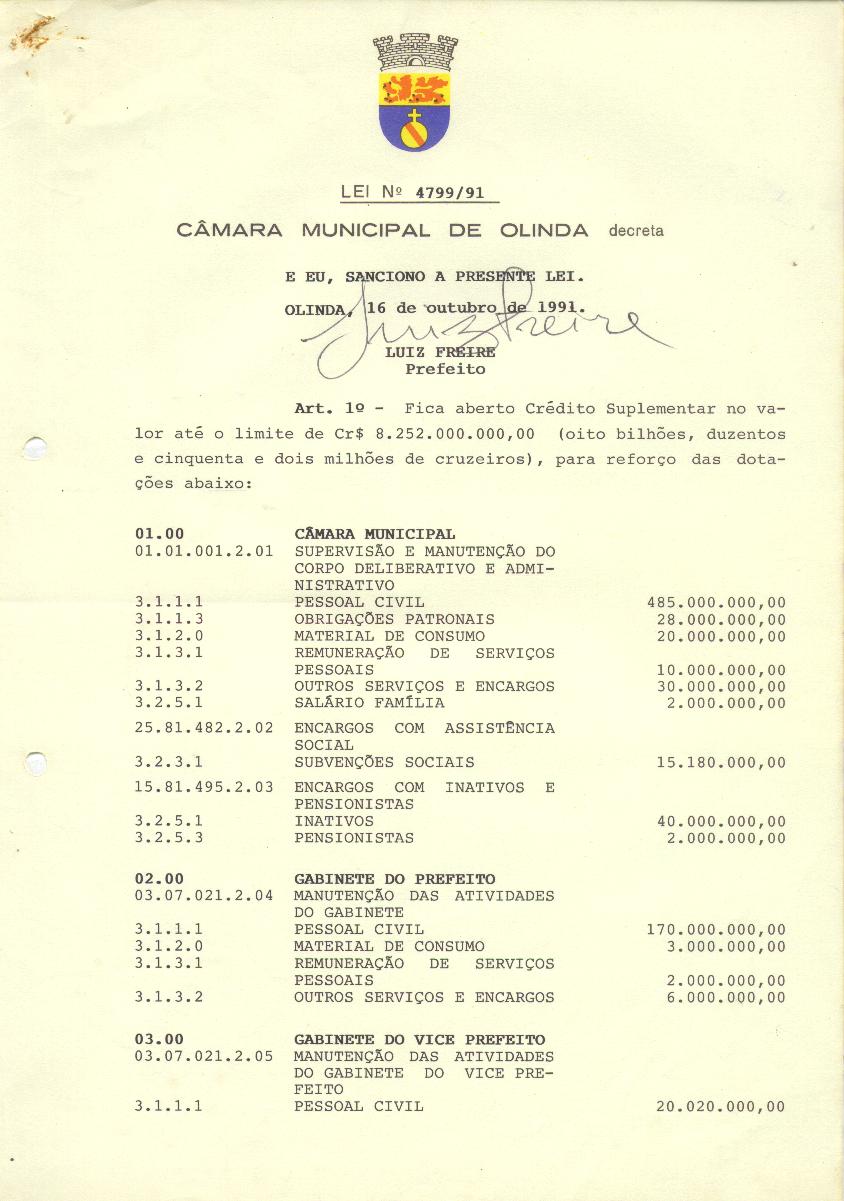 LEI Nº 4799/91
CÂMARA MUNICIPAL DE OLINDA decreta
E EU, SANCIONO A PRESENTE LEI.
OLINDA, 16 de outubro de 1991.
Luiz Freire
LUIZ FREIRE
Prefeito
Art. 1º - Fica aberto Crédito Suplementar no va-
lor até o limite de Cr$ 8.252.000.000,00 (oito bilhões, duzentos
e cinquenta e dois milhões de cruzeiros), para reforço das dota-
ções abaixo:
01.00 CÂMARA MUNICIPAL
01.01.001.2.01 SUPERVISÃO E MANUTENÇÃO DO
CORPO DELIBERATIVO E ADMI-
NISTRATIVO
3.1.1.1 PESSOAL CIVIL 485.000.000,00
3.1.1.3 OBRIGAÇÕES PATRONAIS 28.000.000,00
3.1.2.0 MATERIAL DE CONSUMO 20.000.000,00
3.1.3.1 REMUNERAÇÃO DE SERVIÇOS
PESSOAIS 10.000.000,00
3.1.3.2 OUTROS SERVIÇOS E ENCARGOS 30.000.000,00
3.2.5.1 SALÁRIO FAMÍLIA 2.000.000,00
25.81.482.2.02 ENCARGOS COM ASSISTÊNCIA
SOCIAL
3.2.3.1 SUBVENÇÕES SOCIAIS 15.180.000,00
15.81.495.2.03 ENCARGOS COM INATIVOS E
PENSIONISTAS
3.2.5.1 INATIVOS 40.000.000,00
3.2.5.3 PENSIONISTAS 2.000.000,00
02.00 GABINETE DO PREFEITO
03.07.021.2.04 MANUTENÇÃO DAS ATIVIDADES
DO GABINETE
3.1.1.1 PESSOAL CIVIL 170.000.000,00
3.1.2.0 MATERIAL DE CONSUMO 3.000.000,00
3.1.3.1 REMUNERAÇÃO DE SERVIÇOS
PESSOAIS 2.000.000,00
3.1.3.2 OUTROS SERVIÇOS E ENCARGOS 6.000.000,00
03.00 GABINETE DO VICE PREFEITO
03.07.021.2.05 MANUTENÇÃO DAS ATIVIDADES
DO GABINETE DO VICE PRE-
FEITO
3.1.1.1 PESSOAL CIVIL 20.020.000,00